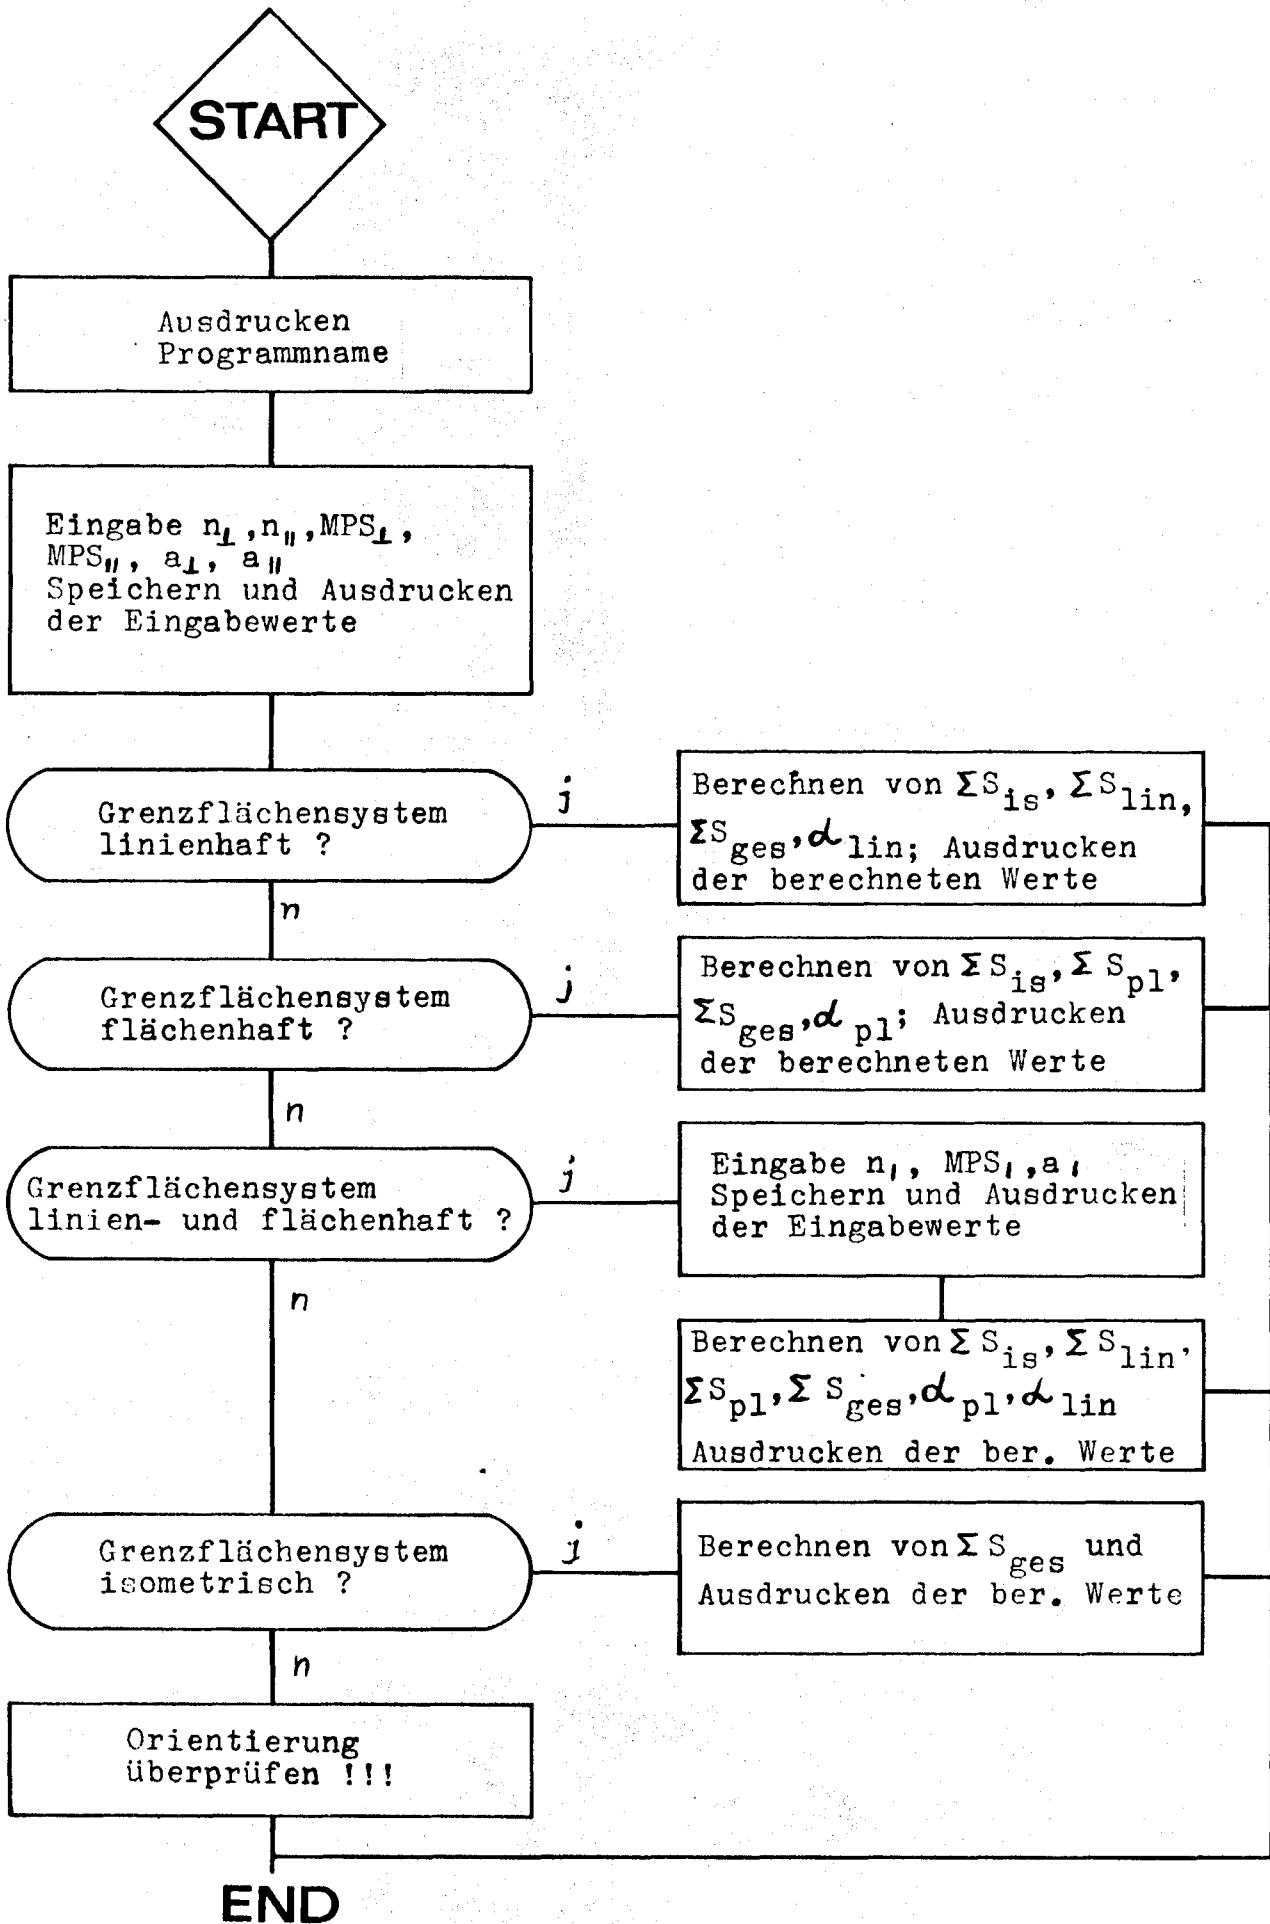 START
Ausdrucken
Programmname
Eingabe n⊥,n∥,MPS⊥,
MPS∥, a⊥, a∥
Speichern und Ausdrucken
der Eingabewerte
Grenzflächensystem
linienhaft ?
j
Berechnen von ΣS_is, ΣS_lin,
ΣS_ges, α_lin; Ausdrucken
der berechneten Werte
n
Grenzflächensystem
flächenhaft ?
j
Berechnen von ΣS_is, ΣS_pl,
ΣS_ges, α_pl; Ausdrucken
der berechneten Werte
n
Grenzflächensystem
linien- und flächenhaft ?
j
Eingabe n|, MPS|, a|
Speichern und Ausdrucken
der Eingabewerte
n
Berechnen von ΣS_is, ΣS_lin,
ΣS_pl, ΣS_ges, α_pl, α_lin
Ausdrucken der ber. Werte
Grenzflächensystem
isometrisch ?
j
Berechnen von ΣS_ges und
Ausdrucken der ber. Werte
n
Orientierung
überprüfen !!!
END